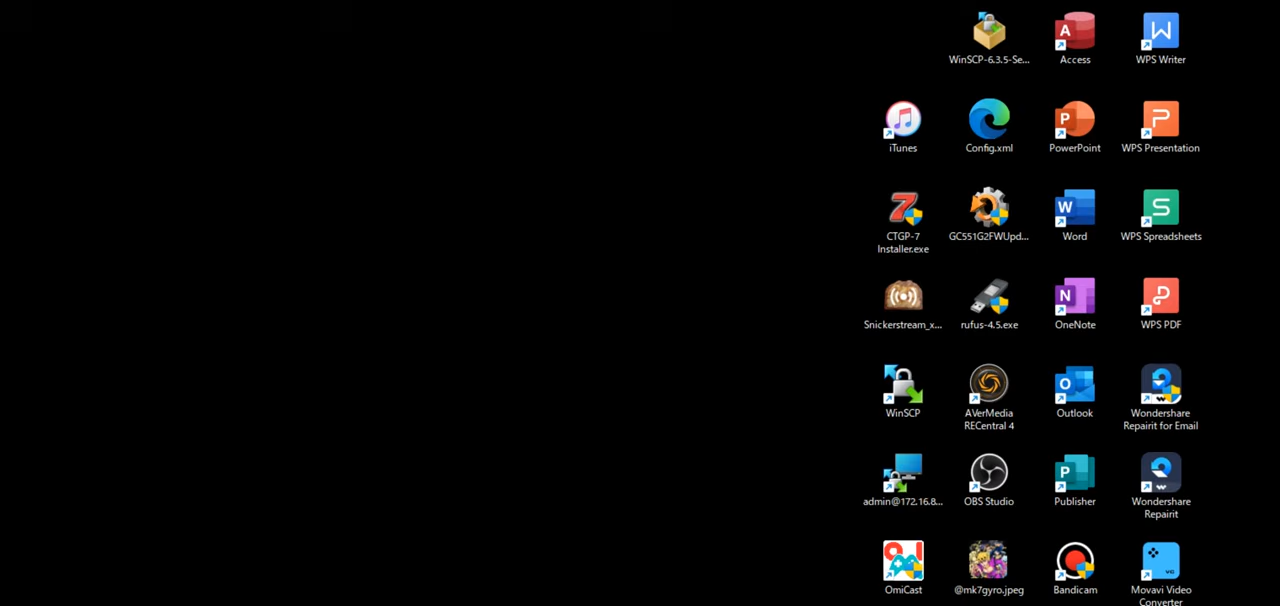 WinSCP-6.3.5-Se...
Access
WPS Writer
iTunes
Config.xml
PowerPoint
WPS Presentation
CTGP-7
Installer.exe
GC551G2FWUpd...
Word
WPS Spreadsheets
Snickerstream_x...
rufus-4.5.exe
OneNote
WPS PDF
WinSCP
AVerMedia
RECentral 4
Outlook
Wondershare
Repairit for Email
admin@172.16.8...
OBS Studio
Publisher
Wondershare
Repairit
OmiCast
@mk7gyro.jpeg
Bandicam
Movavi Video
Converter